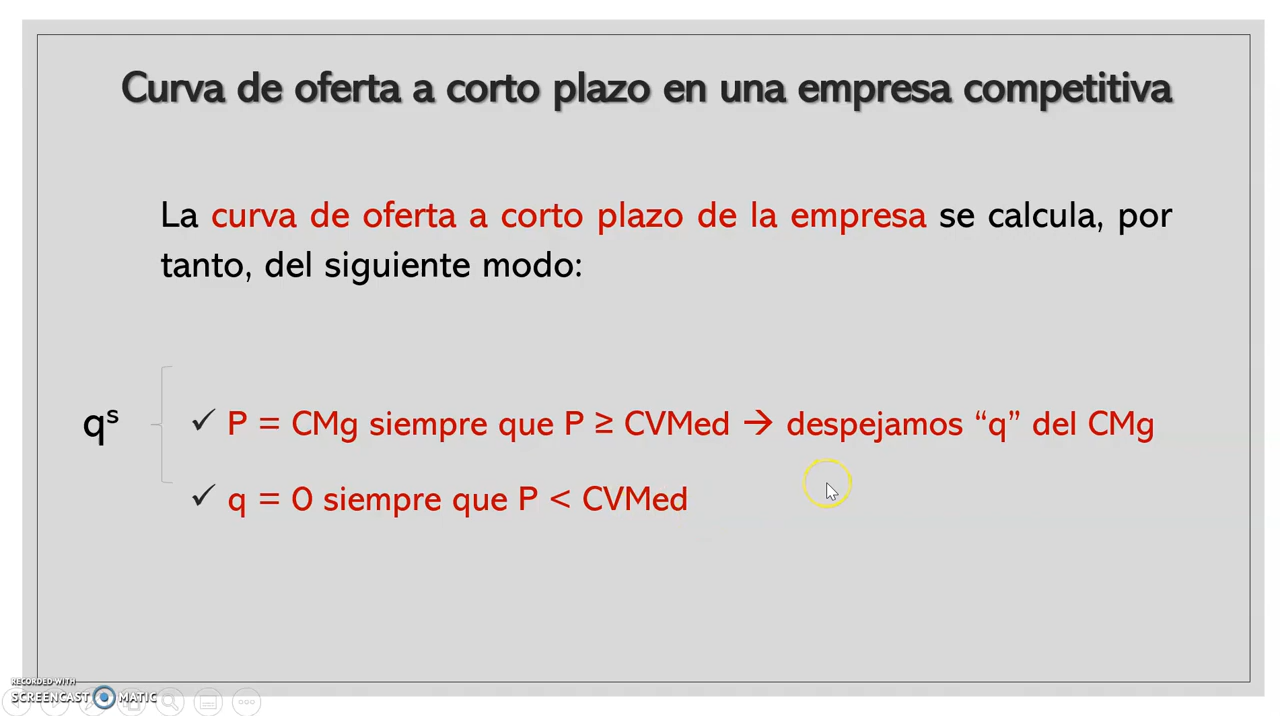 Curva de oferta a corto plazo en una empresa competitiva
La curva de oferta a corto plazo de la empresa se calcula, por
tanto, del siguiente modo:
qˢ
✓ P = CMg siempre que P ≥ CVMed → despejamos “q” del CMg
✓ q = 0 siempre que P < CVMed
RECORDED WITH
SCREENCAST MATIC